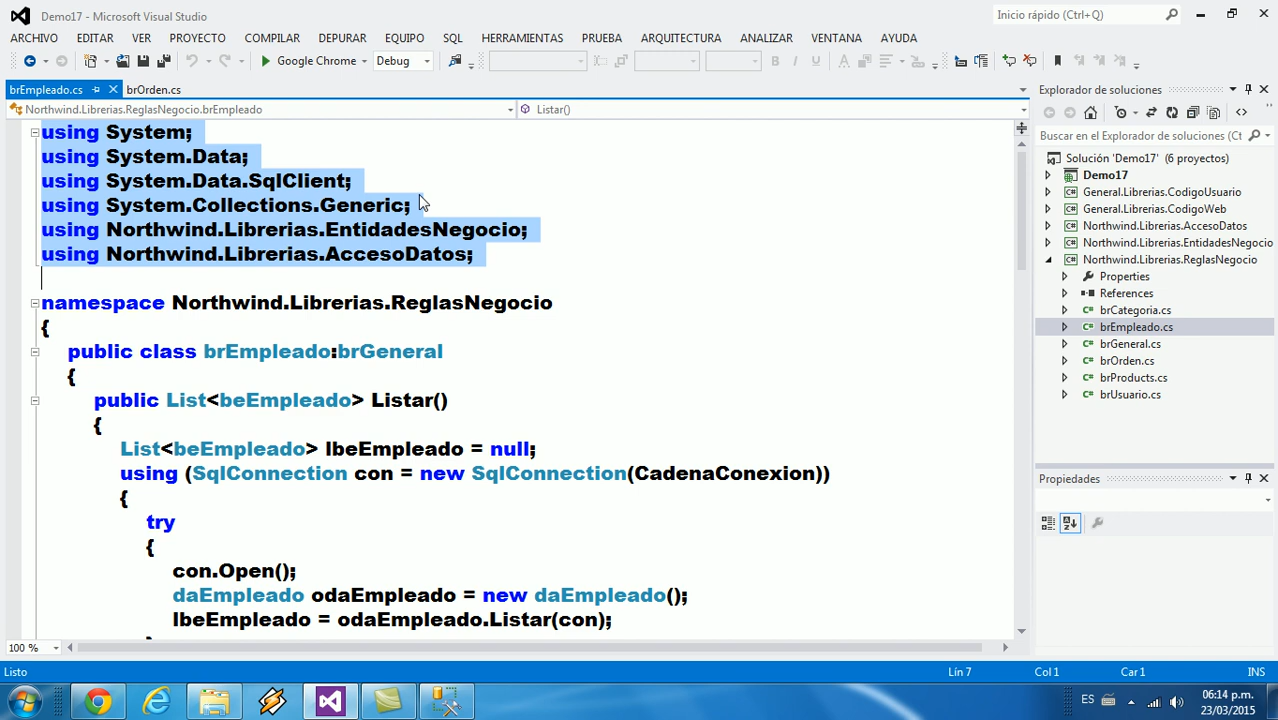 Demo17 - Microsoft Visual Studio
Inicio rápido (Ctrl+Q)
ARCHIVO EDITAR VER PROYECTO COMPILAR DEPURAR EQUIPO SQL HERRAMIENTAS PRUEBA ARQUITECTURA ANALIZAR VENTANA AYUDA
Google Chrome Debug
brEmpleado.cs brOrden.cs
Northwind.Librerias.ReglasNegocio.brEmpleado Listar()
using System;
using System.Data;
using System.Data.SqlClient;
using System.Collections.Generic;
using Northwind.Librerias.EntidadesNegocio;
using Northwind.Librerias.AccesoDatos;
namespace Northwind.Librerias.ReglasNegocio
{
public class brEmpleado:brGeneral
{
public List<beEmpleado> Listar()
{
List<beEmpleado> lbeEmpleado = null;
using (SqlConnection con = new SqlConnection(CadenaConexion))
{
try
{
con.Open();
daEmpleado odaEmpleado = new daEmpleado();
lbeEmpleado = odaEmpleado.Listar(con);
100 %
Explorador de soluciones
Buscar en el Explorador de soluciones (Ct
Solución 'Demo17' (6 proyectos)
Demo17
General.Librerias.CodigoUsuario
General.Librerias.CodigoWeb
Northwind.Librerias.AccesoDatos
Northwind.Librerias.EntidadesNegocio
Northwind.Librerias.ReglasNegocio
Properties
References
brCategoria.cs
brEmpleado.cs
brGeneral.cs
brOrden.cs
brProducts.cs
brUsuario.cs
Propiedades
Listo Lín 7 Col 1 Car 1 INS
ES 06:14 p.m.
23/03/2015